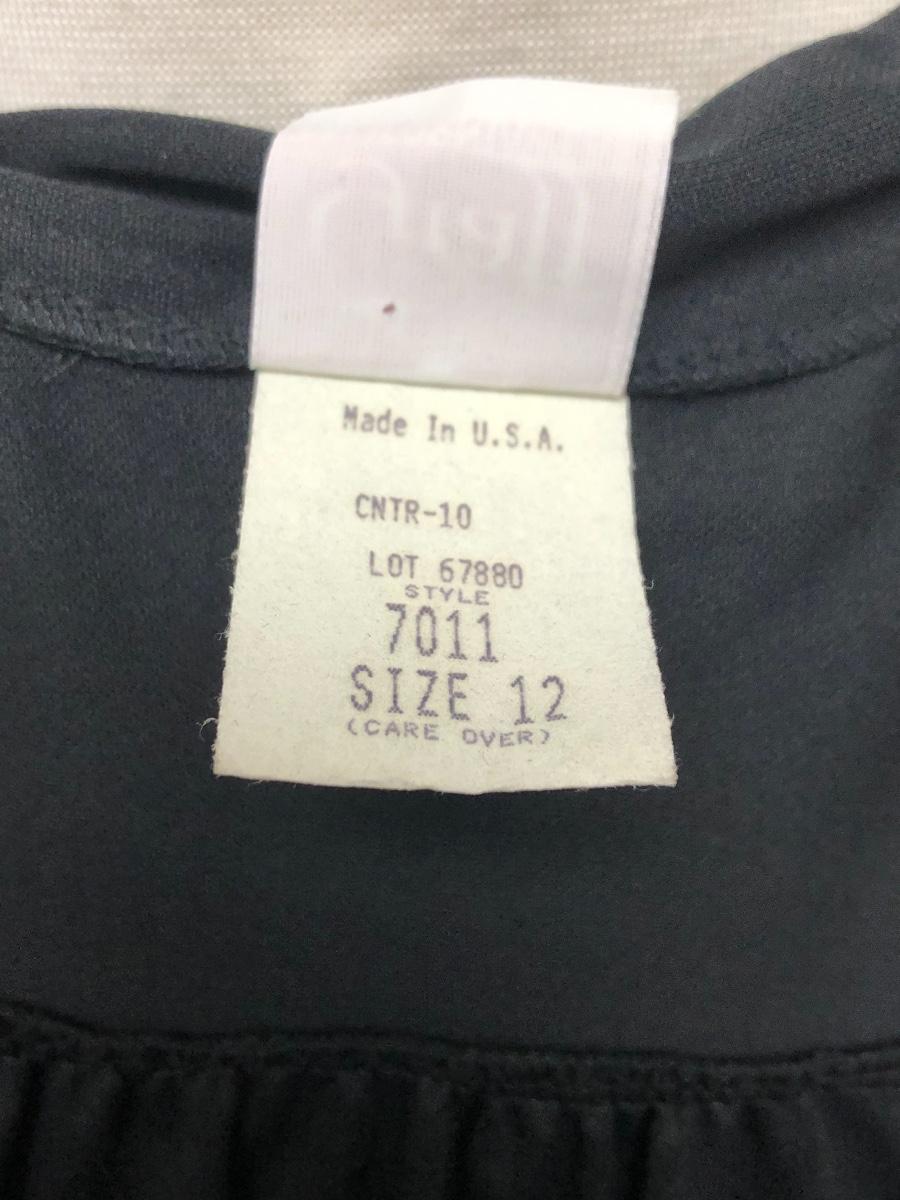 Made In U.S.A.
CNTR-10
LOT 67880
STYLE
7011
SIZE 12
(CARE OVER)